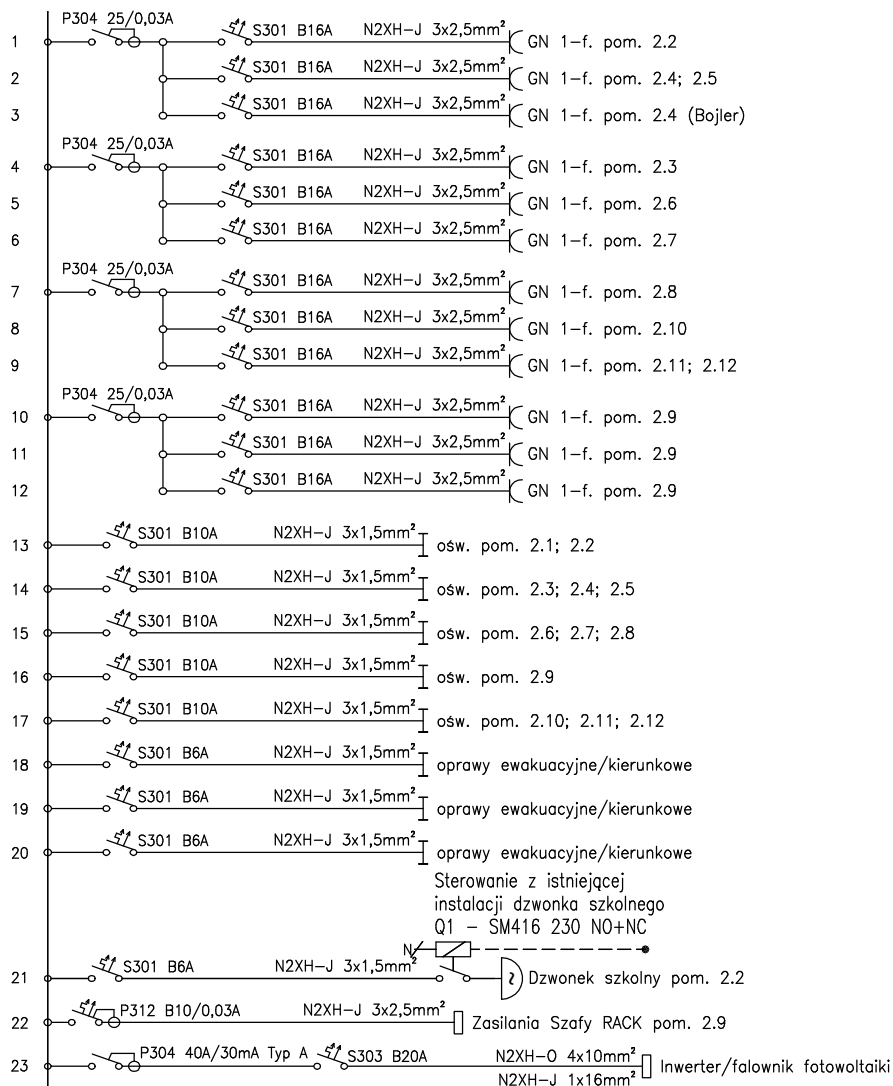 P304 25/0,03A
1 S301 B16A N2XH-J 3x2,5mm² GN 1-f. pom. 2.2
2 S301 B16A N2XH-J 3x2,5mm² GN 1-f. pom. 2.4; 2.5
3 S301 B16A N2XH-J 3x2,5mm² GN 1-f. pom. 2.4 (Bojler)
P304 25/0,03A
4 S301 B16A N2XH-J 3x2,5mm² GN 1-f. pom. 2.3
5 S301 B16A N2XH-J 3x2,5mm² GN 1-f. pom. 2.6
6 S301 B16A N2XH-J 3x2,5mm² GN 1-f. pom. 2.7
P304 25/0,03A
7 S301 B16A N2XH-J 3x2,5mm² GN 1-f. pom. 2.8
8 S301 B16A N2XH-J 3x2,5mm² GN 1-f. pom. 2.10
9 S301 B16A N2XH-J 3x2,5mm² GN 1-f. pom. 2.11; 2.12
P304 25/0,03A
10 S301 B16A N2XH-J 3x2,5mm² GN 1-f. pom. 2.9
11 S301 B16A N2XH-J 3x2,5mm² GN 1-f. pom. 2.9
12 S301 B16A N2XH-J 3x2,5mm² GN 1-f. pom. 2.9
13 S301 B10A N2XH-J 3x1,5mm² ośw. pom. 2.1; 2.2
14 S301 B10A N2XH-J 3x1,5mm² ośw. pom. 2.3; 2.4; 2.5
15 S301 B10A N2XH-J 3x1,5mm² ośw. pom. 2.6; 2.7; 2.8
16 S301 B10A N2XH-J 3x1,5mm² ośw. pom. 2.9
17 S301 B10A N2XH-J 3x1,5mm² ośw. pom. 2.10; 2.11; 2.12
18 S301 B6A N2XH-J 3x1,5mm² oprawy ewakuacyjne/kierunkowe
19 S301 B6A N2XH-J 3x1,5mm² oprawy ewakuacyjne/kierunkowe
20 S301 B6A N2XH-J 3x1,5mm² oprawy ewakuacyjne/kierunkowe
Sterowanie z istniejącej
instalacji dzwonka szkolnego
Q1 - SM416 230 NO+NC
N
21 S301 B6A N2XH-J 3x1,5mm² Dzwonek szkolny pom. 2.2
22 P312 B10/0,03A N2XH-J 3x2,5mm² Zasilania Szafy RACK pom. 2.9
23 P304 40A/30mA Typ A S303 B20A N2XH-O 4x10mm² Inwerter/falownik fotowoltaiki
N2XH-J 1x16mm²